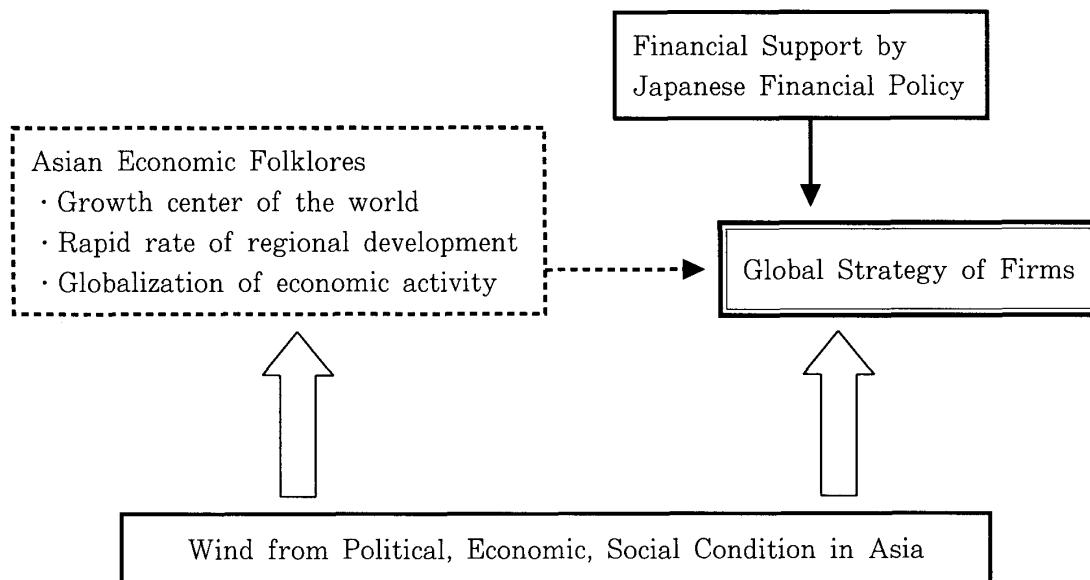 Financial Support by
Japanese Financial Policy
Asian Economic Folklores
・Growth center of the world
・Rapid rate of regional development
・Globalization of economic activity
Global Strategy of Firms
Wind from Political, Economic, Social Condition in Asia